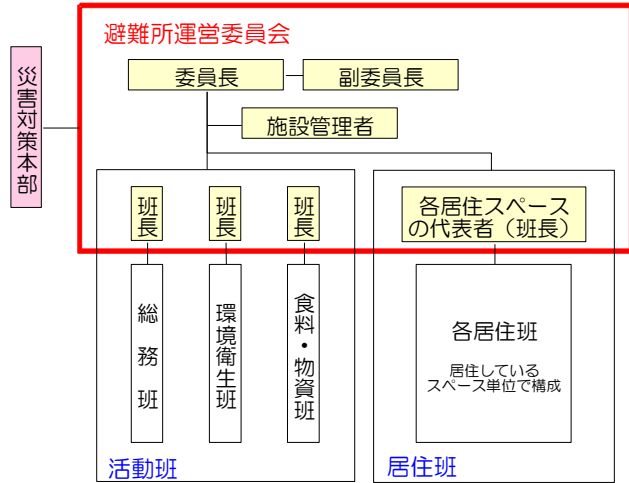 避難所運営委員会
委員長
副委員長
災害対策本部
施設管理者
班長
班長
班長
各居住スペース
の代表者（班長）
総務班
環境衛生班
食料・物資班
各居住班
居住している
スペース単位で構成
活動班
居住班